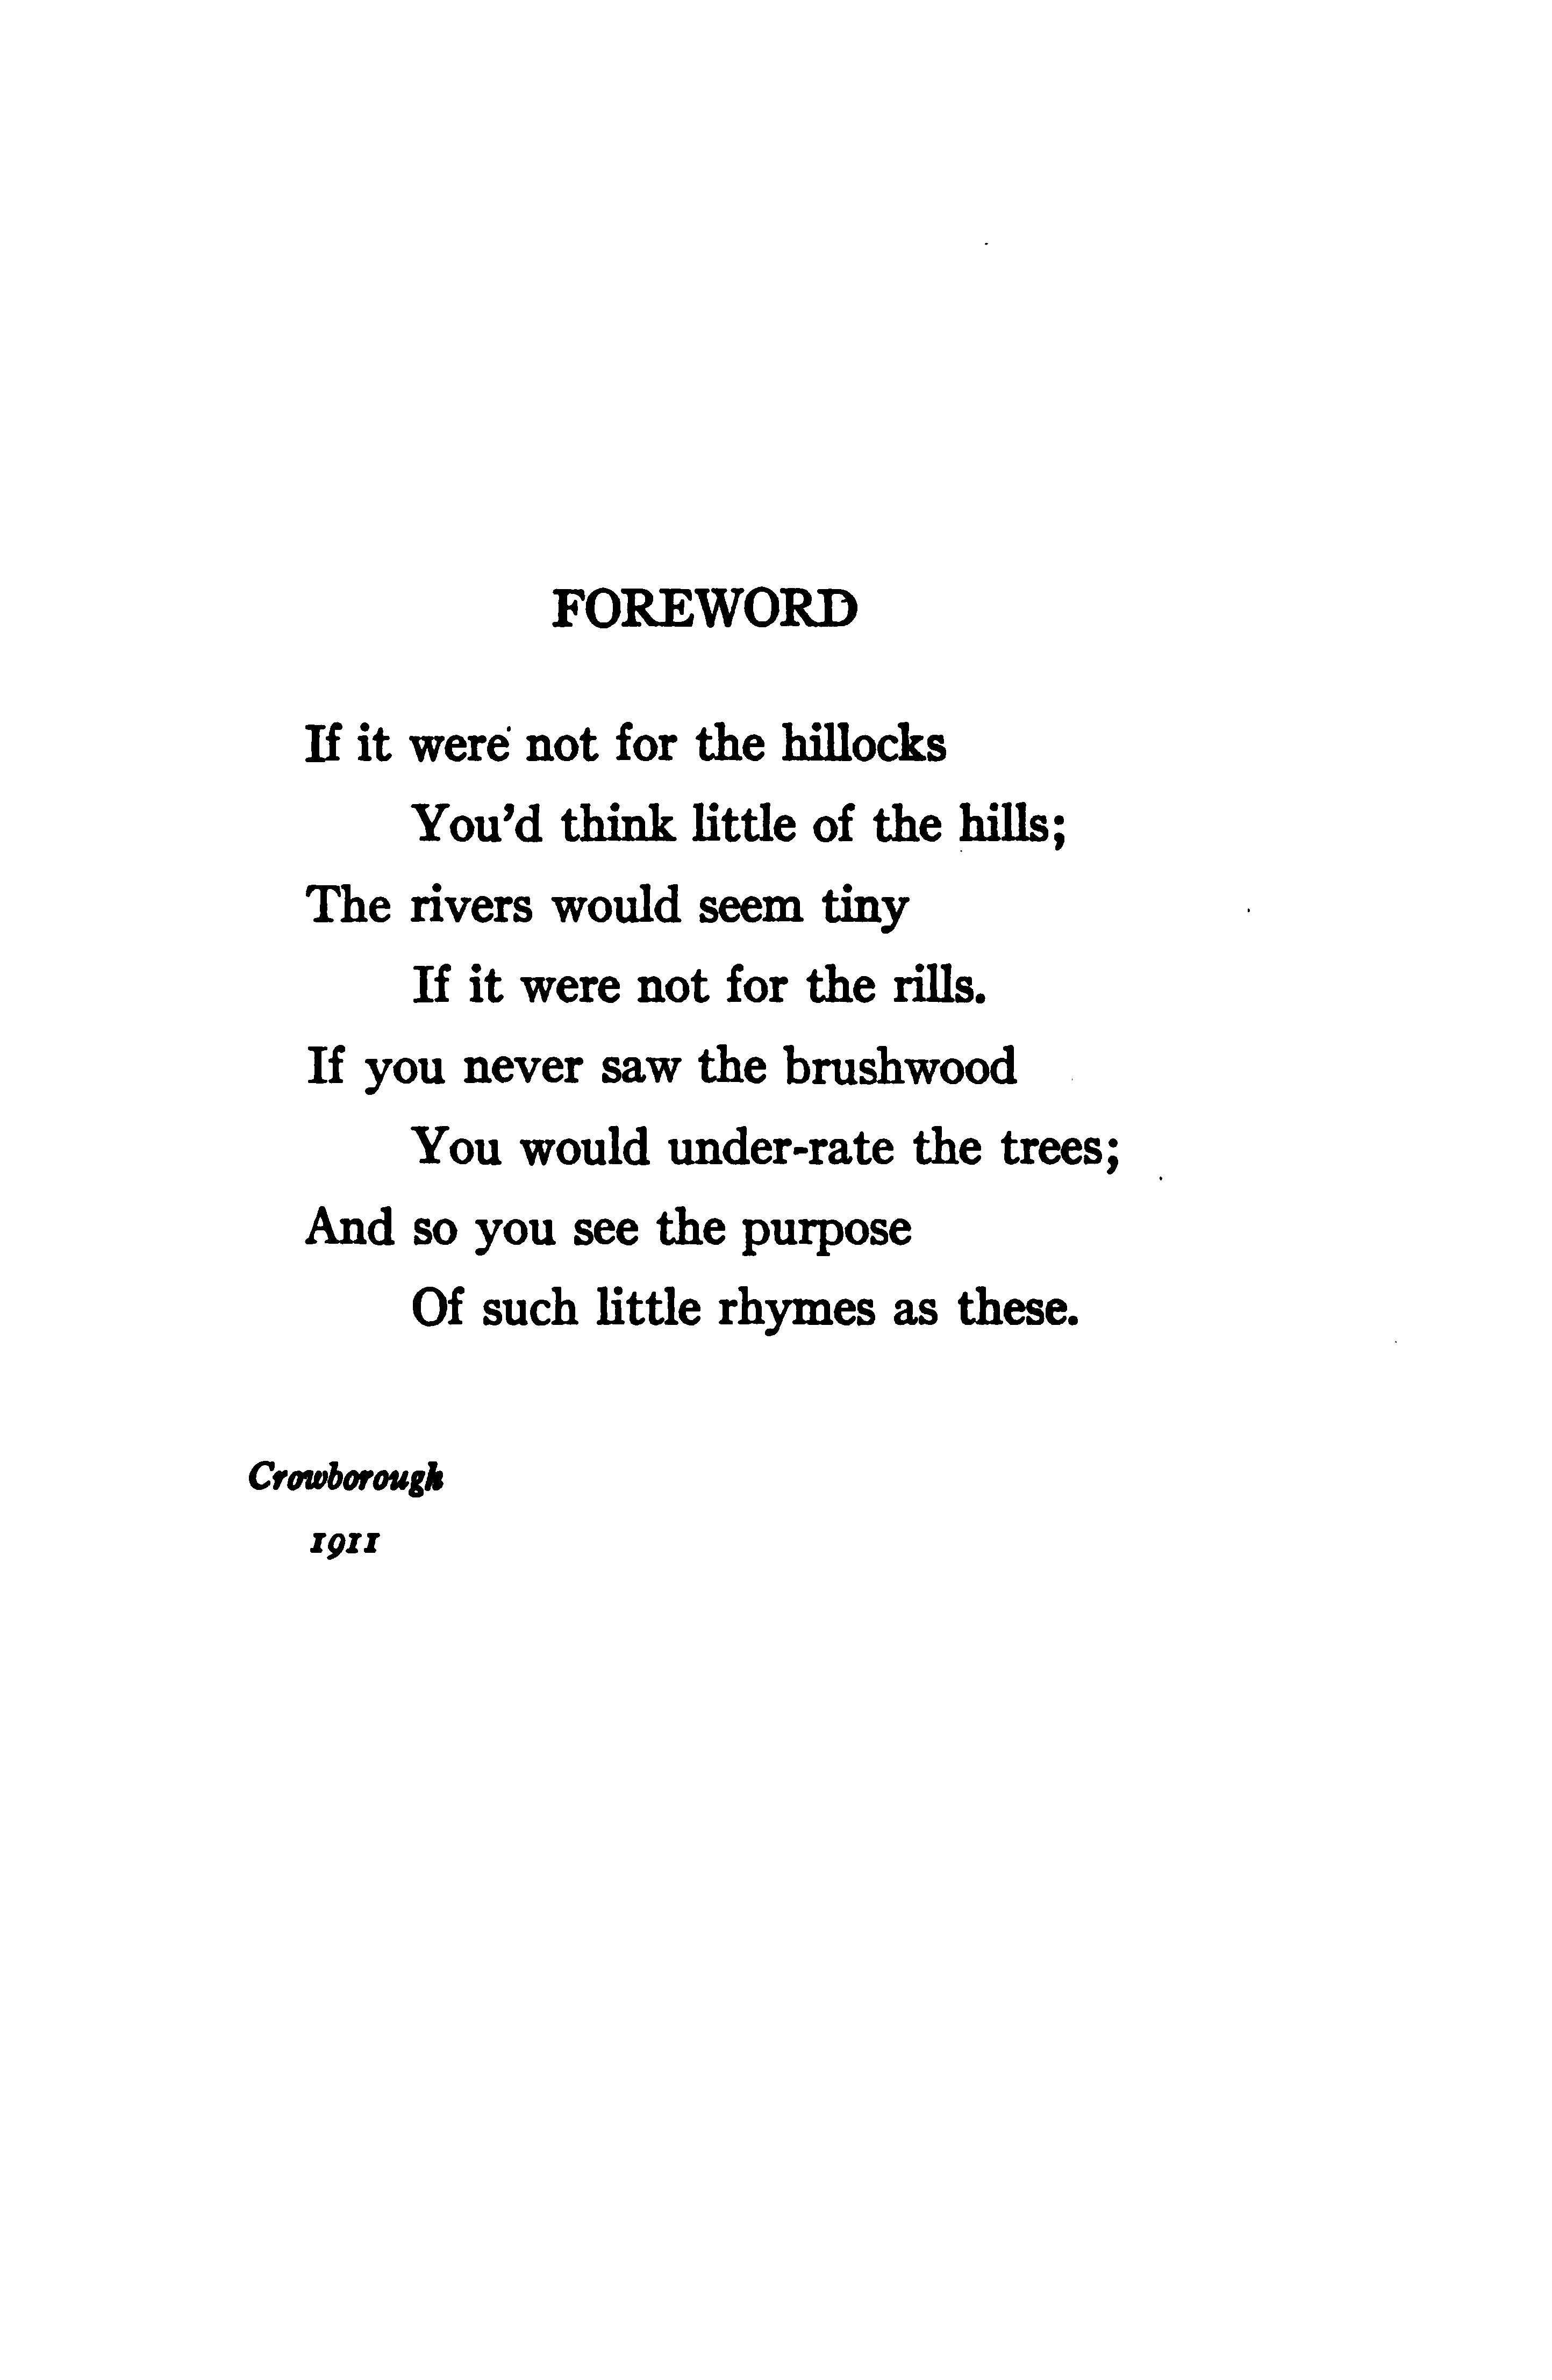 FOREWORD
If it were not for the hillocks
You’d think little of the hills;
The rivers would seem tiny
If it were not for the rills.
If you never saw the brushwood
You would under-rate the trees;
And so you see the purpose
Of such little rhymes as these.
Crowborough
1911